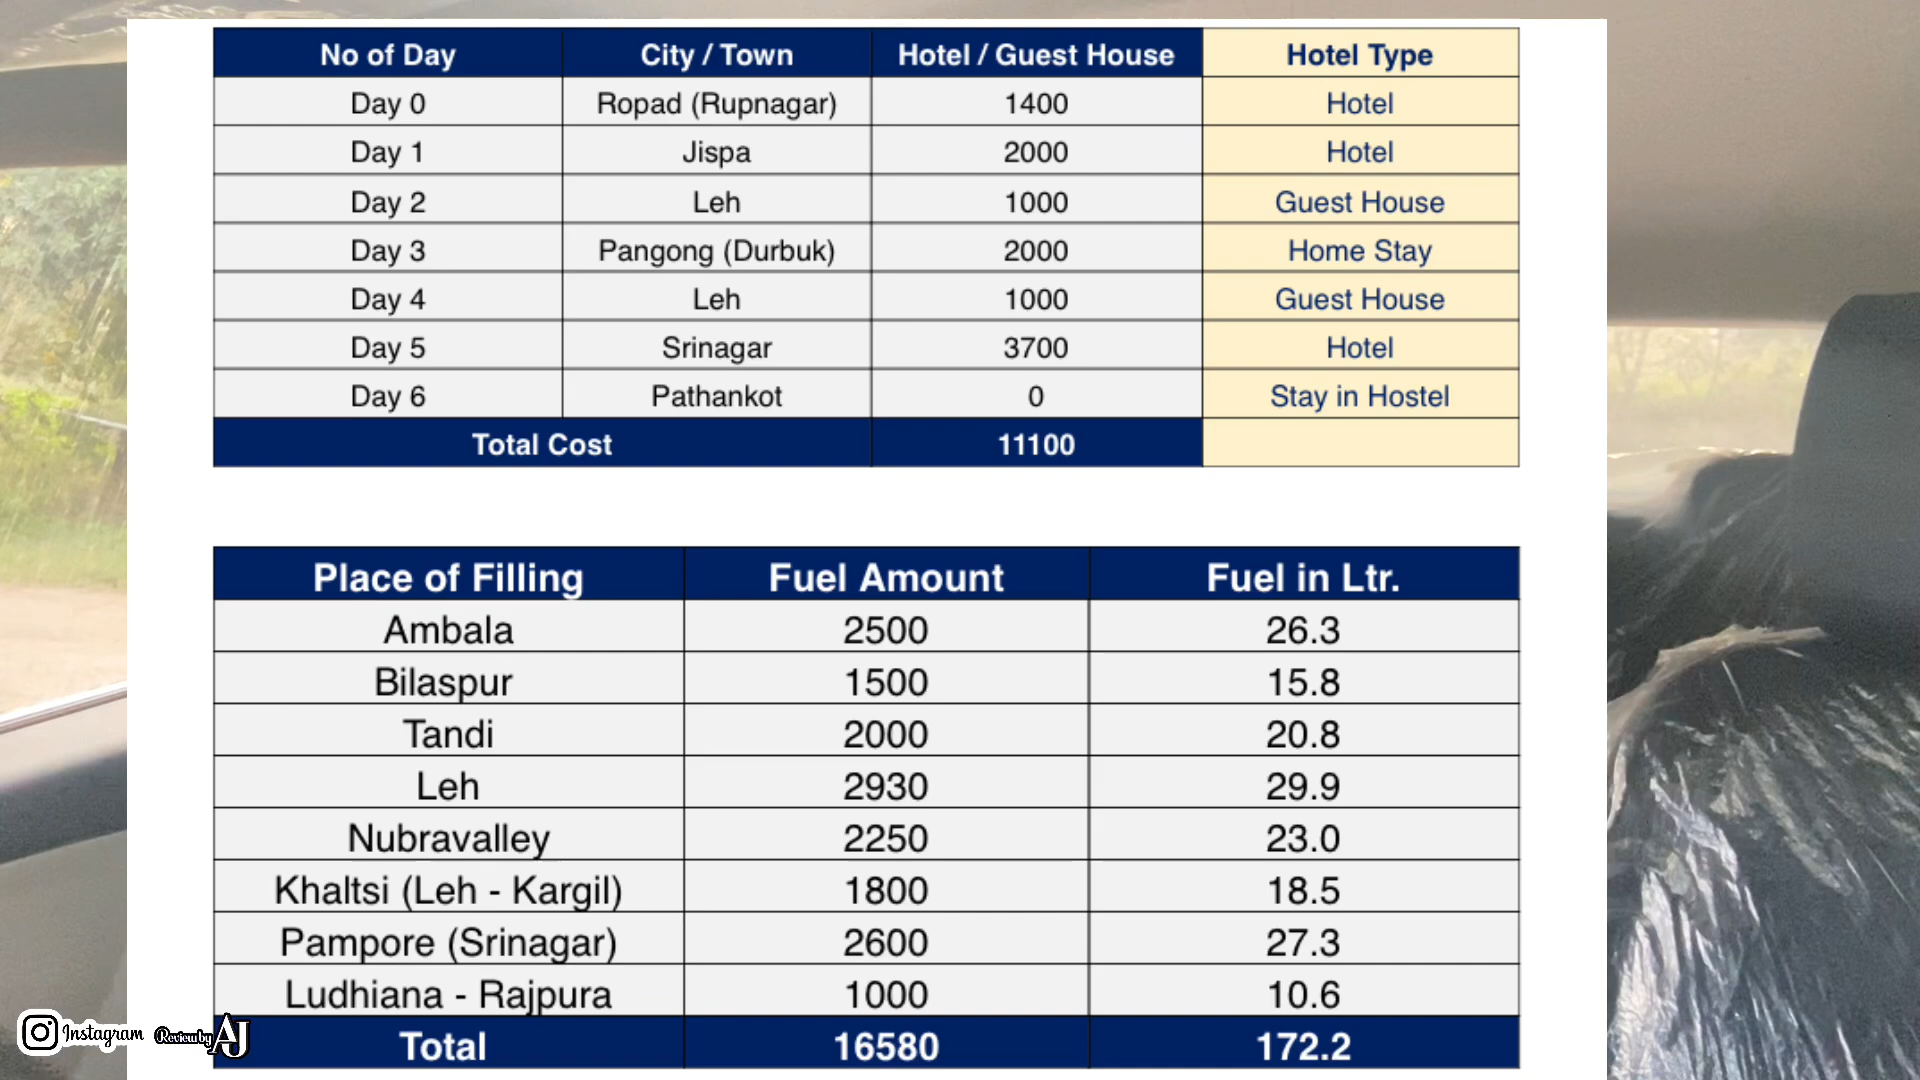 No of Day City / Town Hotel / Guest House Hotel Type
Day 0 Ropad (Rupnagar) 1400 Hotel
Day 1 Jispa 2000 Hotel
Day 2 Leh 1000 Guest House
Day 3 Pangong (Durbuk) 2000 Home Stay
Day 4 Leh 1000 Guest House
Day 5 Srinagar 3700 Hotel
Day 6 Pathankot 0 Stay in Hostel
Total Cost 11100
Place of Filling Fuel Amount Fuel in Ltr.
Ambala 2500 26.3
Bilaspur 1500 15.8
Tandi 2000 20.8
Leh 2930 29.9
Nubravalley 2250 23.0
Khaltsi (Leh - Kargil) 1800 18.5
Pampore (Srinagar) 2600 27.3
Ludhiana - Rajpura 1000 10.6
Total 16580 172.2
Instagram Review by AJ